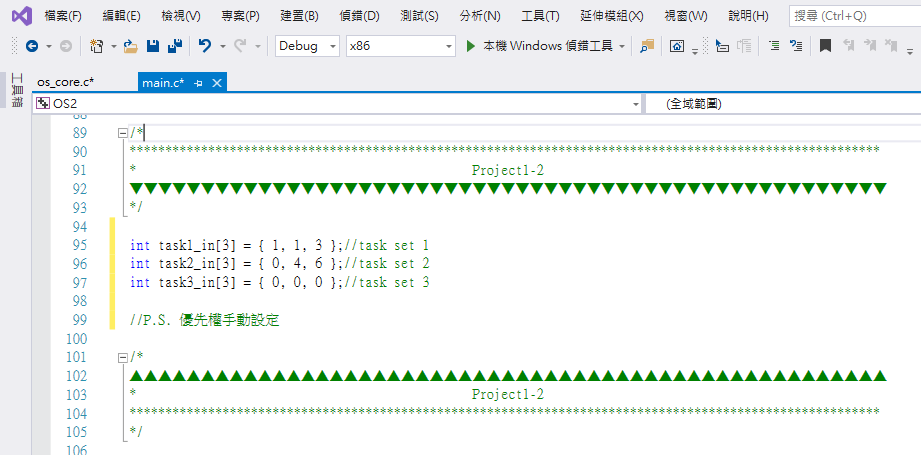 檔案(F) 編輯(E) 檢視(V) 專案(P) 建置(B) 偵錯(D) 測試(S) 分析(N) 工具(T) 延伸模組(X) 視窗(W) 說明(H) 搜尋 (Ctrl+Q)
Debug x86 本機 Windows 偵錯工具
工具箱
os_core.c* main.c*
OS2 (全域範圍)
88
89 /*
90 *********************************************************************************************************
91 * Project1-2
92 ▼▼▼▼▼▼▼▼▼▼▼▼▼▼▼▼▼▼▼▼▼▼▼▼▼▼▼▼▼▼▼▼▼▼▼▼▼▼▼▼▼▼▼▼▼▼▼▼▼▼▼▼▼
93 */
94
95 int task1_in[3] = { 1, 1, 3 };//task set 1
96 int task2_in[3] = { 0, 4, 6 };//task set 2
97 int task3_in[3] = { 0, 0, 0 };//task set 3
98
99 //P.S. 優先權手動設定
100
101 /*
102 ▲▲▲▲▲▲▲▲▲▲▲▲▲▲▲▲▲▲▲▲▲▲▲▲▲▲▲▲▲▲▲▲▲▲▲▲▲▲▲▲▲▲▲▲▲▲▲▲▲▲▲▲▲
103 * Project1-2
104 *********************************************************************************************************
105 */
106